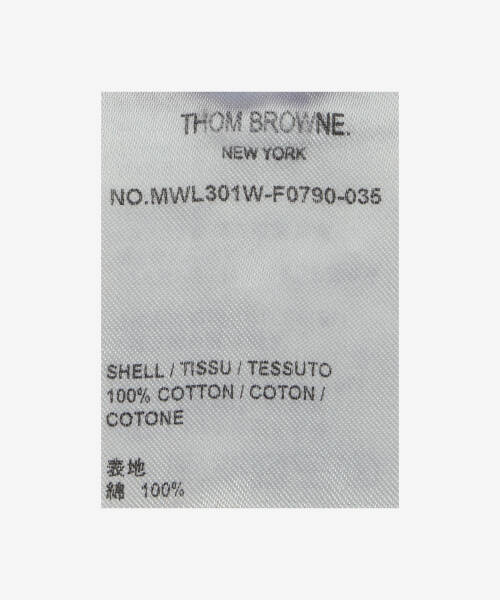 THOM BROWNE.
NEW YORK
NO.MWL301W-F0790-035
SHELL / TISSU / TESSUTO
100% COTTON / COTON /
COTONE
表地
綿 100%